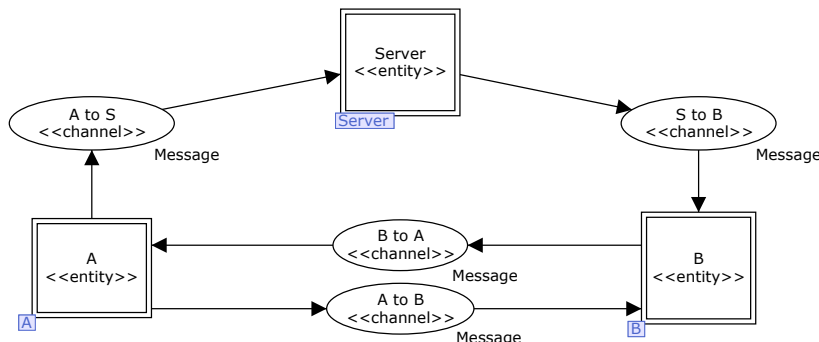 Server
<<entity>>
Server
A to S
<<channel>>
Message
S to B
<<channel>>
Message
A
<<entity>>
A
B to A
<<channel>>
Message
A to B
<<channel>>
Message
B
<<entity>>
B